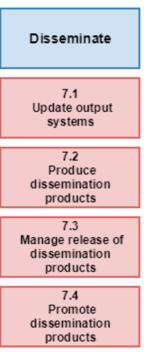 Disseminate
7.1
Update output
systems
7.2
Produce
dissemination
products
7.3
Manage release of
dissemination
products
7.4
Promote
dissemination
products